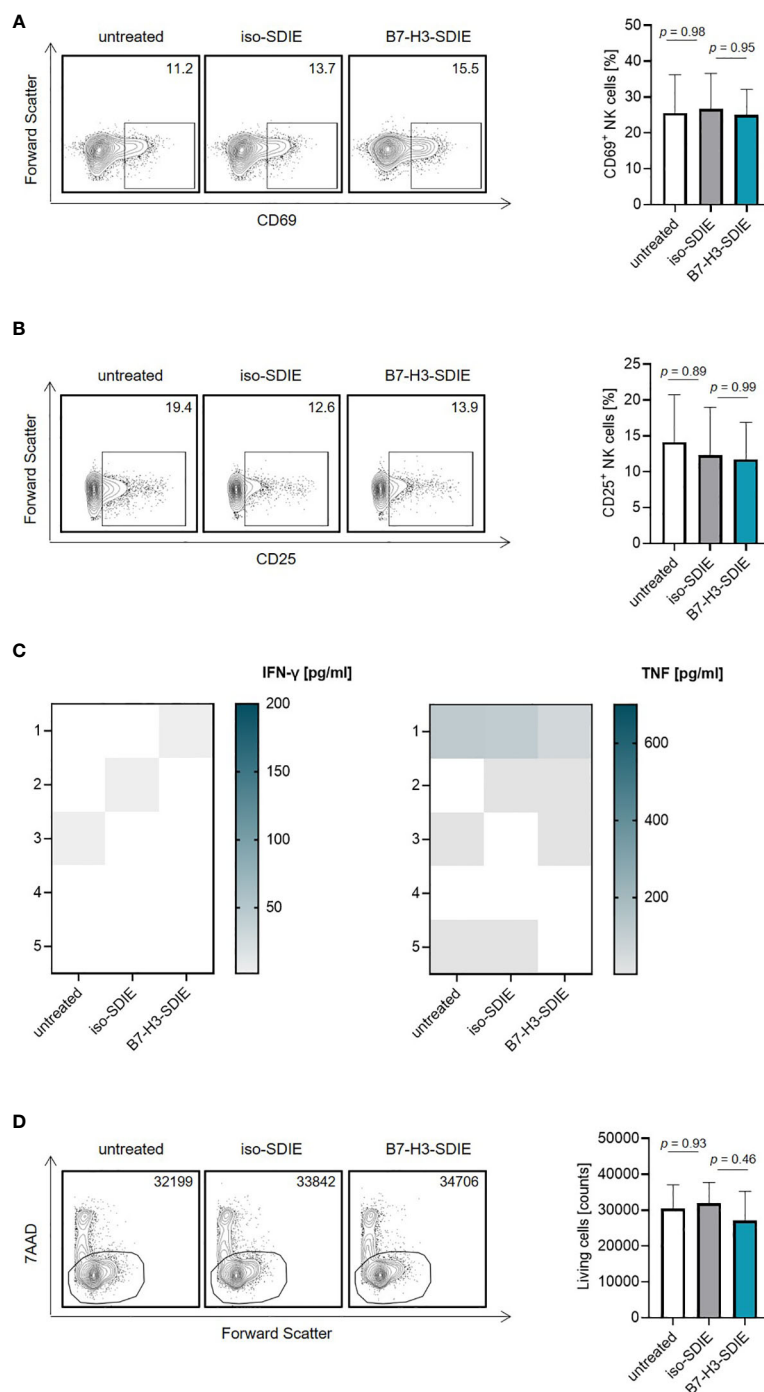 A
untreated
iso-SDIE
B7-H3-SDIE
11.2
13.7
15.5
Forward Scatter
CD69
CD69+ NK cells [%]
50
40
30
20
10
0
p = 0.98
p = 0.95
untreated
iso-SDIE
B7-H3-SDIE
B
untreated
iso-SDIE
B7-H3-SDIE
19.4
12.6
13.9
Forward Scatter
CD25
CD25+ NK cells [%]
25
20
15
10
5
0
p = 0.89
p = 0.99
untreated
iso-SDIE
B7-H3-SDIE
C
IFN-γ [pg/ml]
1
2
3
4
5
untreated
iso-SDIE
B7-H3-SDIE
200
150
100
50
TNF [pg/ml]
1
2
3
4
5
untreated
iso-SDIE
B7-H3-SDIE
600
400
200
D
untreated
iso-SDIE
B7-H3-SDIE
32199
33842
34706
7AAD
Forward Scatter
Living cells [counts]
50000
40000
30000
20000
10000
0
p = 0.93
p = 0.46
untreated
iso-SDIE
B7-H3-SDIE